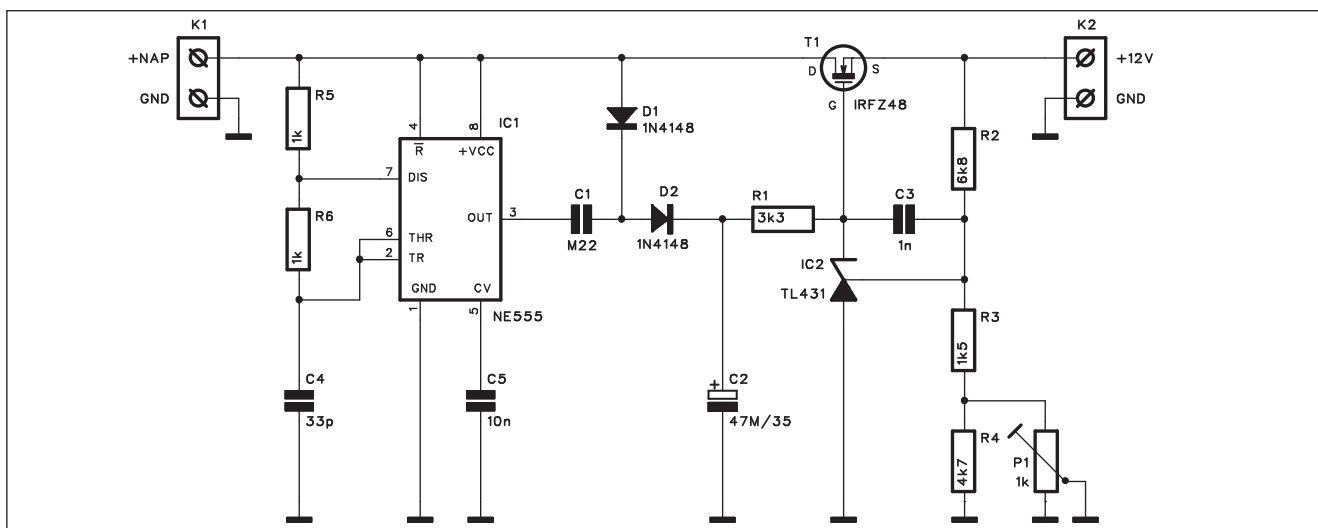 K1
K2
+NAP
GND
R5
1k
R6
1k
C4
33p
IC1
4
8
R
+VCC
7
DIS
OUT
3
6
THR
2
TR
GND
CV
1
5
NE555
C5
10n
D1
1N4148
C1
M22
D2
1N4148
R1
3k3
C2
+
47M/35
T1
D
S
G
IRFZ48
C3
1n
IC2
TL431
R2
6k8
R3
1k5
R4
4k7
P1
1k
+12V
GND